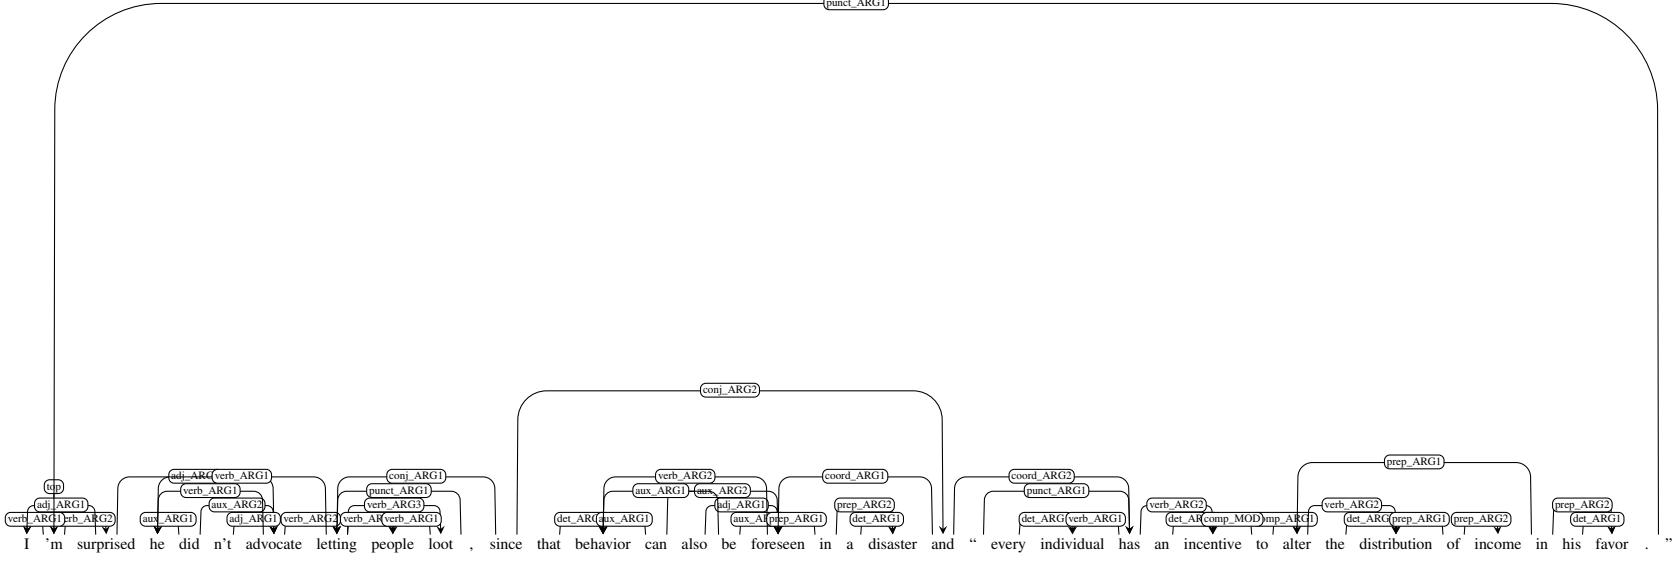 punct_ARG1
conj_ARG2
prep_ARG1
verb_ARG1 conj_ARG1 verb_ARG2 coord_ARG1 coord_ARG2
top verb_ARG1 punct_ARG1 aux_ARG1 aux_ARG2 punct_ARG1
adj_ARG1 aux_ARG2 verb_ARG3 adj_ARG1 prep_ARG2 verb_ARG2 verb_ARG2 prep_ARG2
verb_ARG1 aux_ARG1 adj_ARG1 verb_ARG2 verb_ARG1 aux_ARG1 prep_ARG1 det_ARG1 verb_ARG1 comp_MOD prep_ARG1 prep_ARG2 det_ARG1
I 'm surprised he did n't advocate letting people loot , since that behavior can also be foreseen in a disaster and “ every individual has an incentive to alter the distribution of income in his favor . ”